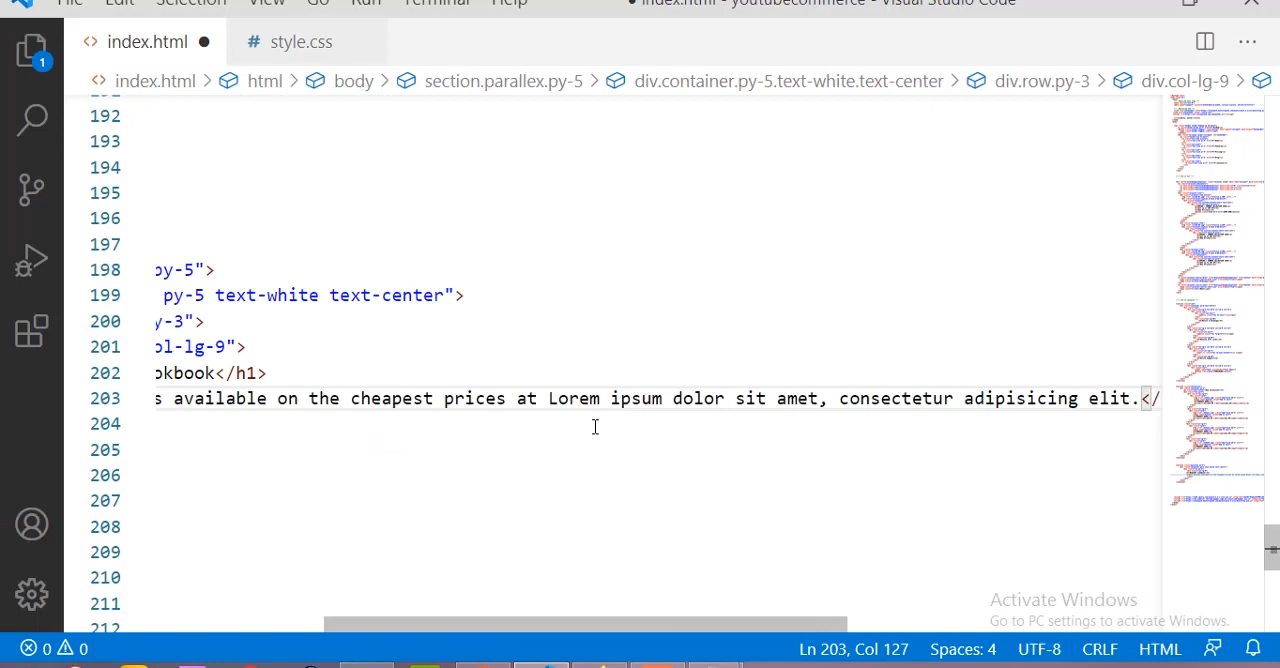 File Edit Selection View Go Run Terminal Help ● index.html - youtubecommerce - Visual Studio Code
<> index.html ● # style.css ...
<> index.html > html > body > section.parallex.py-5 > div.container.py-5.text-white.text-center > div.row.py-3 > div.col-lg-9 >
1
192
193
194
195
196
197
198 py-5">
199 py-5 text-white text-center">
200 y-3">
201 ol-lg-9">
202 okbook</h1>
203 s available on the cheapest prices at Lorem ipsum dolor sit amet, consectetur adipisicing elit.</
204
205
206
207
208
209
210
211
212
Activate Windows
Go to PC settings to activate Windows.
0 0 Ln 203, Col 127 Spaces: 4 UTF-8 CRLF HTML